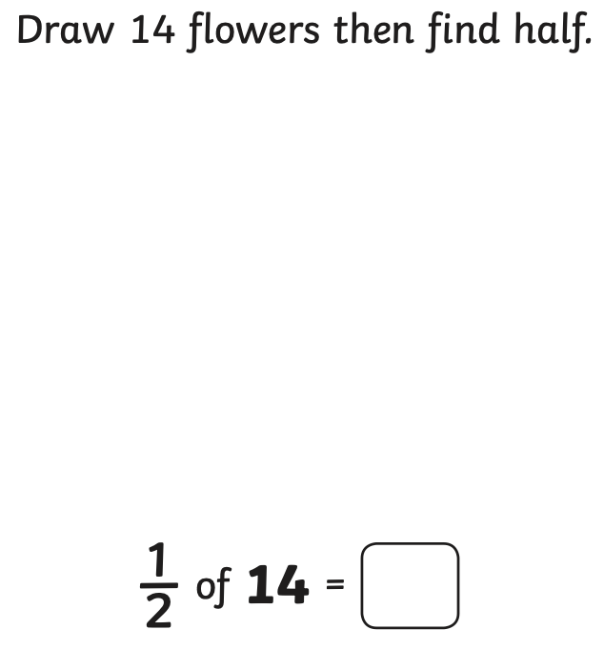 Draw 14 flowers then find half.
1/2 of 14 =